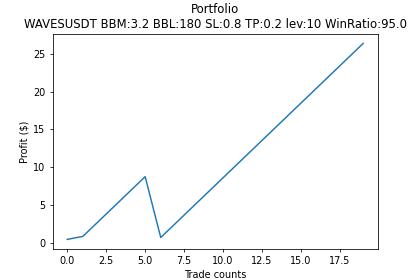 Portfolio
WAVESUSDT BBM:3.2 BBL:180 SL:0.8 TP:0.2 lev:10 WinRatio:95.0
Profit ($)
25
20
15
10
5
0
0.0 2.5 5.0 7.5 10.0 12.5 15.0 17.5
Trade counts